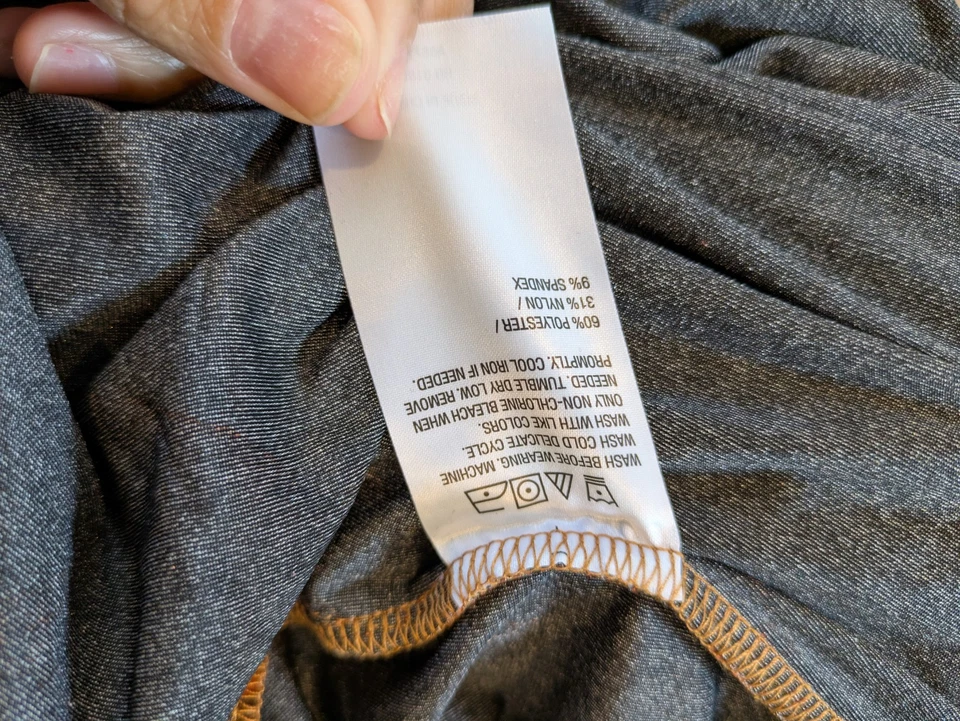 WASH BEFORE WEARING. MACHINE
WASH COLD DELICATE CYCLE.
WASH WITH LIKE COLORS.
ONLY NON-CHLORINE BLEACH WHEN
NEEDED. TUMBLE DRY LOW. REMOVE
PROMPTLY. COOL IRON IF NEEDED.
60% POLYESTER /
31% NYLON /
9% SPANDEX